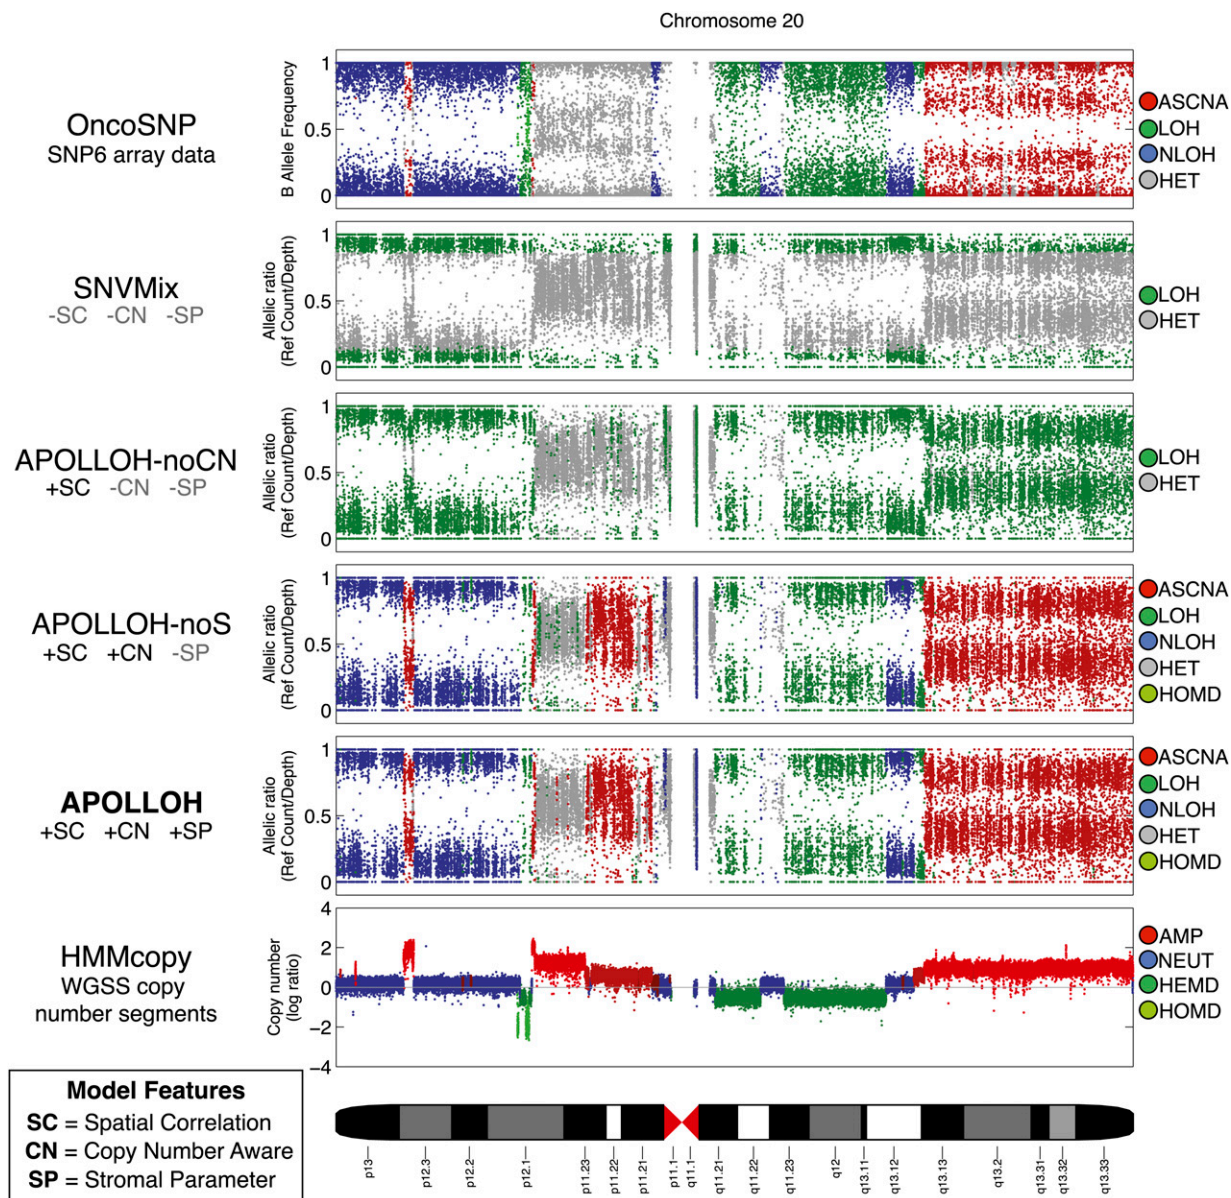 Chromosome 20
OncoSNP
SNP6 array data
B Allele Frequency
1
0.5
0
ASCNA
LOH
NLOH
HET
SNVMix
-SC -CN -SP
Allelic ratio
(Ref Count/Depth)
1
0.5
0
LOH
HET
APOLLOH-noCN
+SC -CN -SP
Allelic ratio
(Ref Count/Depth)
1
0.5
0
LOH
HET
APOLLOH-noS
+SC +CN -SP
Allelic ratio
(Ref Count/Depth)
1
0.5
0
ASCNA
LOH
NLOH
HET
HOMD
APOLLOH
+SC +CN +SP
Allelic ratio
(Ref Count/Depth)
1
0.5
0
ASCNA
LOH
NLOH
HET
HOMD
HMMcopy
WGSS copy
number segments
Copy number
(log ratio)
4
2
0
−2
−4
AMP
NEUT
HEMD
HOMD
Model Features
SC = Spatial Correlation
CN = Copy Number Aware
SP = Stromal Parameter
p13
p12.3
p12.2
p12.1
p11.23
p11.22
p11.21
p11.1
q11.1
q11.21
q11.22
q11.23
q12
q13.11
q13.12
q13.13
q13.2
q13.31
q13.32
q13.33